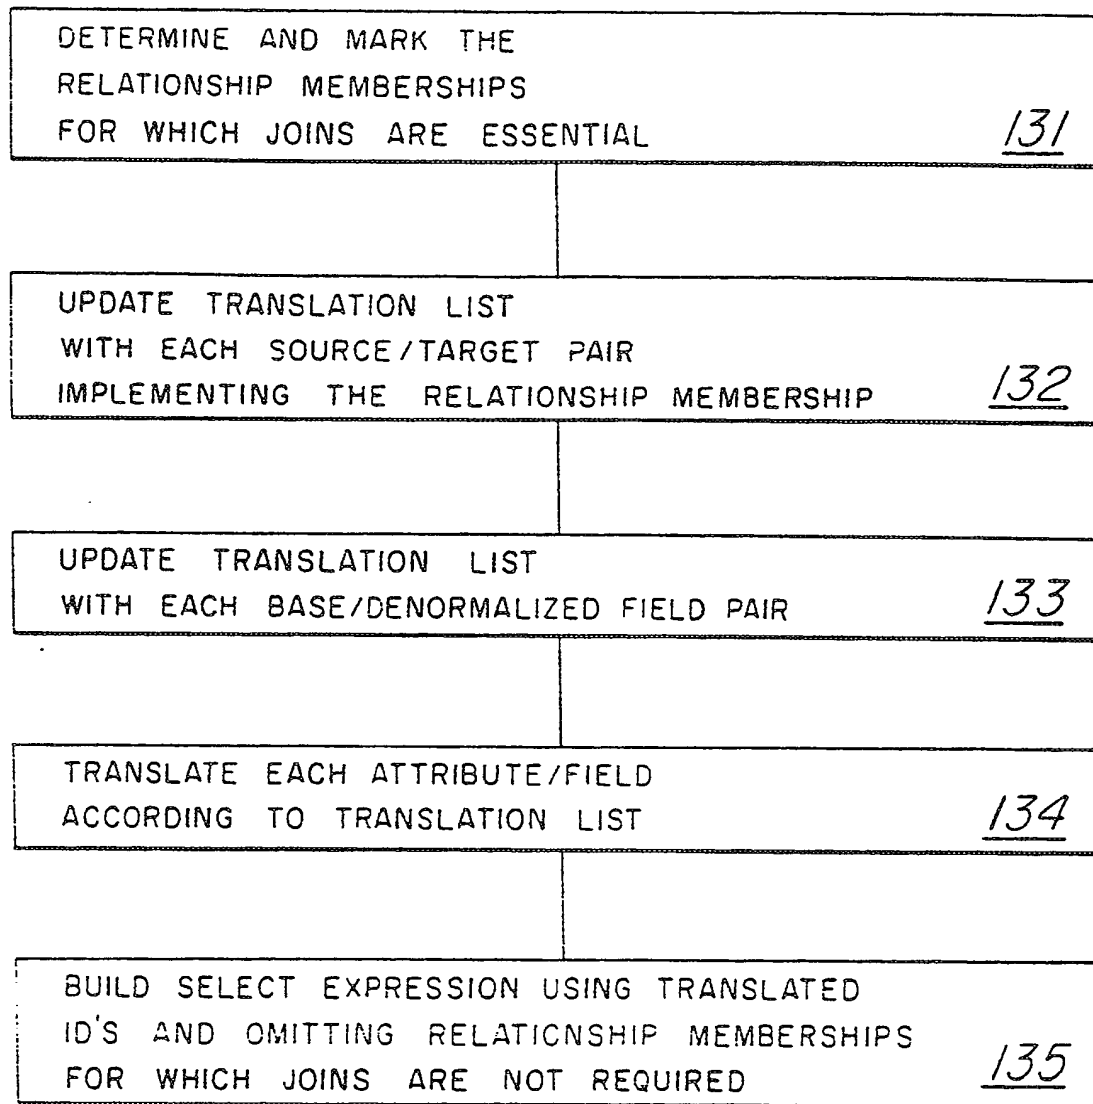 DETERMINE AND MARK THE
RELATIONSHIP MEMBERSHIPS
FOR WHICH JOINS ARE ESSENTIAL 131
UPDATE TRANSLATION LIST
WITH EACH SOURCE/TARGET PAIR
IMPLEMENTING THE RELATIONSHIP MEMBERSHIP 132
UPDATE TRANSLATION LIST
WITH EACH BASE/DENORMALIZED FIELD PAIR 133
TRANSLATE EACH ATTRIBUTE/FIELD
ACCORDING TO TRANSLATION LIST 134
BUILD SELECT EXPRESSION USING TRANSLATED
ID'S AND OMITTING RELATIONSHIP MEMBERSHIPS
FOR WHICH JOINS ARE NOT REQUIRED 135